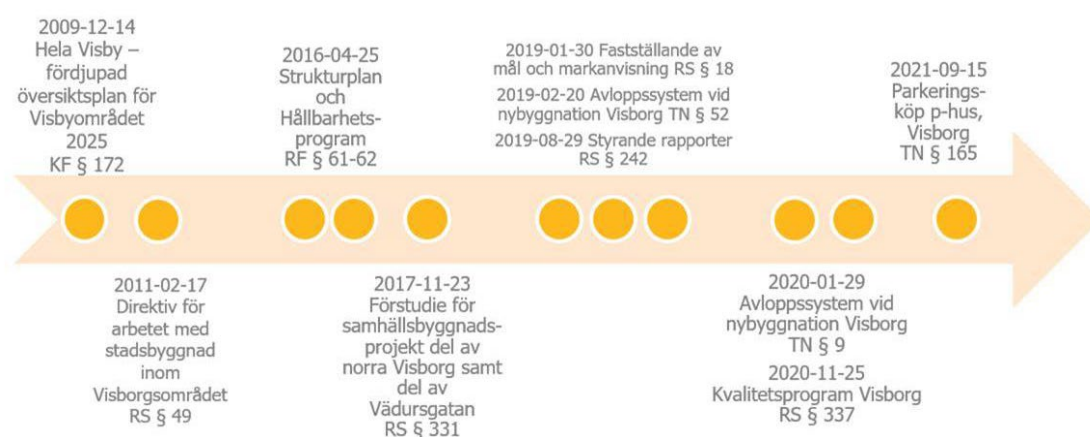 2009-12-14
Hela Visby –
fördjupad
översiktsplan för
Visbyområdet
2025
KF § 172
2016-04-25
Strukturplan
och
Hållbarhets-
program
RF § 61-62
2019-01-30 Fastställande av
mål och markanvisning RS § 18
2019-02-20 Avloppssystem vid
nybyggnation Visborg TN § 52
2019-08-29 Styrande rapporter
RS § 242
2021-09-15
Parkerings-
köp p-hus,
Visborg
TN § 165
2011-02-17
Direktiv för
arbetet med
stadsbyggnad
inom
Visborgsområdet
RS § 49
2017-11-23
Förstudie för
samhällsbyggnads-
projekt del av
norra Visborg samt
del av
Vädursgatan
RS § 331
2020-01-29
Avloppssystem vid
nybyggnation Visborg
TN § 9
2020-11-25
Kvalitetsprogram Visborg
RS § 337